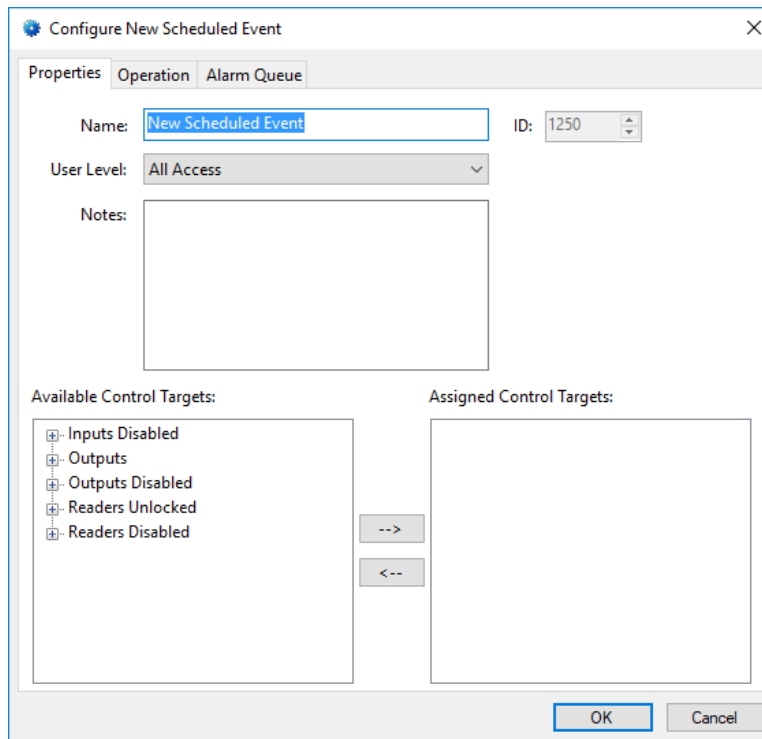 Configure New Scheduled Event
Properties Operation Alarm Queue
Name: New Scheduled Event ID: 1250
User Level: All Access
Notes:
Available Control Targets: Assigned Control Targets:
Inputs Disabled
Outputs
Outputs Disabled
Readers Unlocked
Readers Disabled
-->
<--
OK Cancel